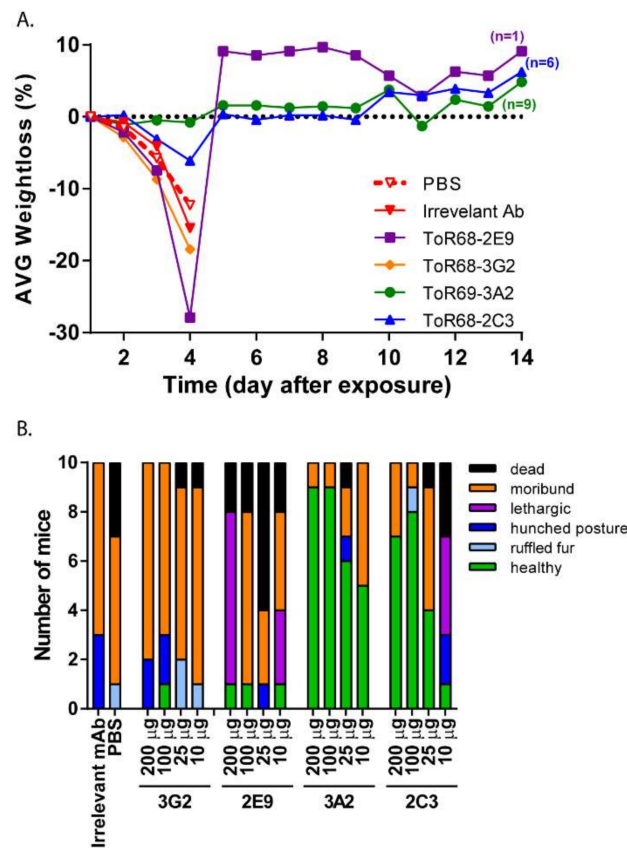 A.
AVG Weightloss (%)
10
0
-10
-20
-30
(n=1)
(n=6)
(n=9)
PBS
Irrevelant Ab
ToR68-2E9
ToR68-3G2
ToR69-3A2
ToR68-2C3
2 4 6 8 10 12 14
Time (day after exposure)
B.
Number of mice
10
8
6
4
2
0
dead
moribund
lethargic
hunched posture
ruffled fur
healthy
Irrelevant mAb
PBS
200 µg
100 µg
25 µg
10 µg
200 µg
100 µg
25 µg
10 µg
200 µg
100 µg
25 µg
10 µg
200 µg
100 µg
25 µg
10 µg
3G2 2E9 3A2 2C3